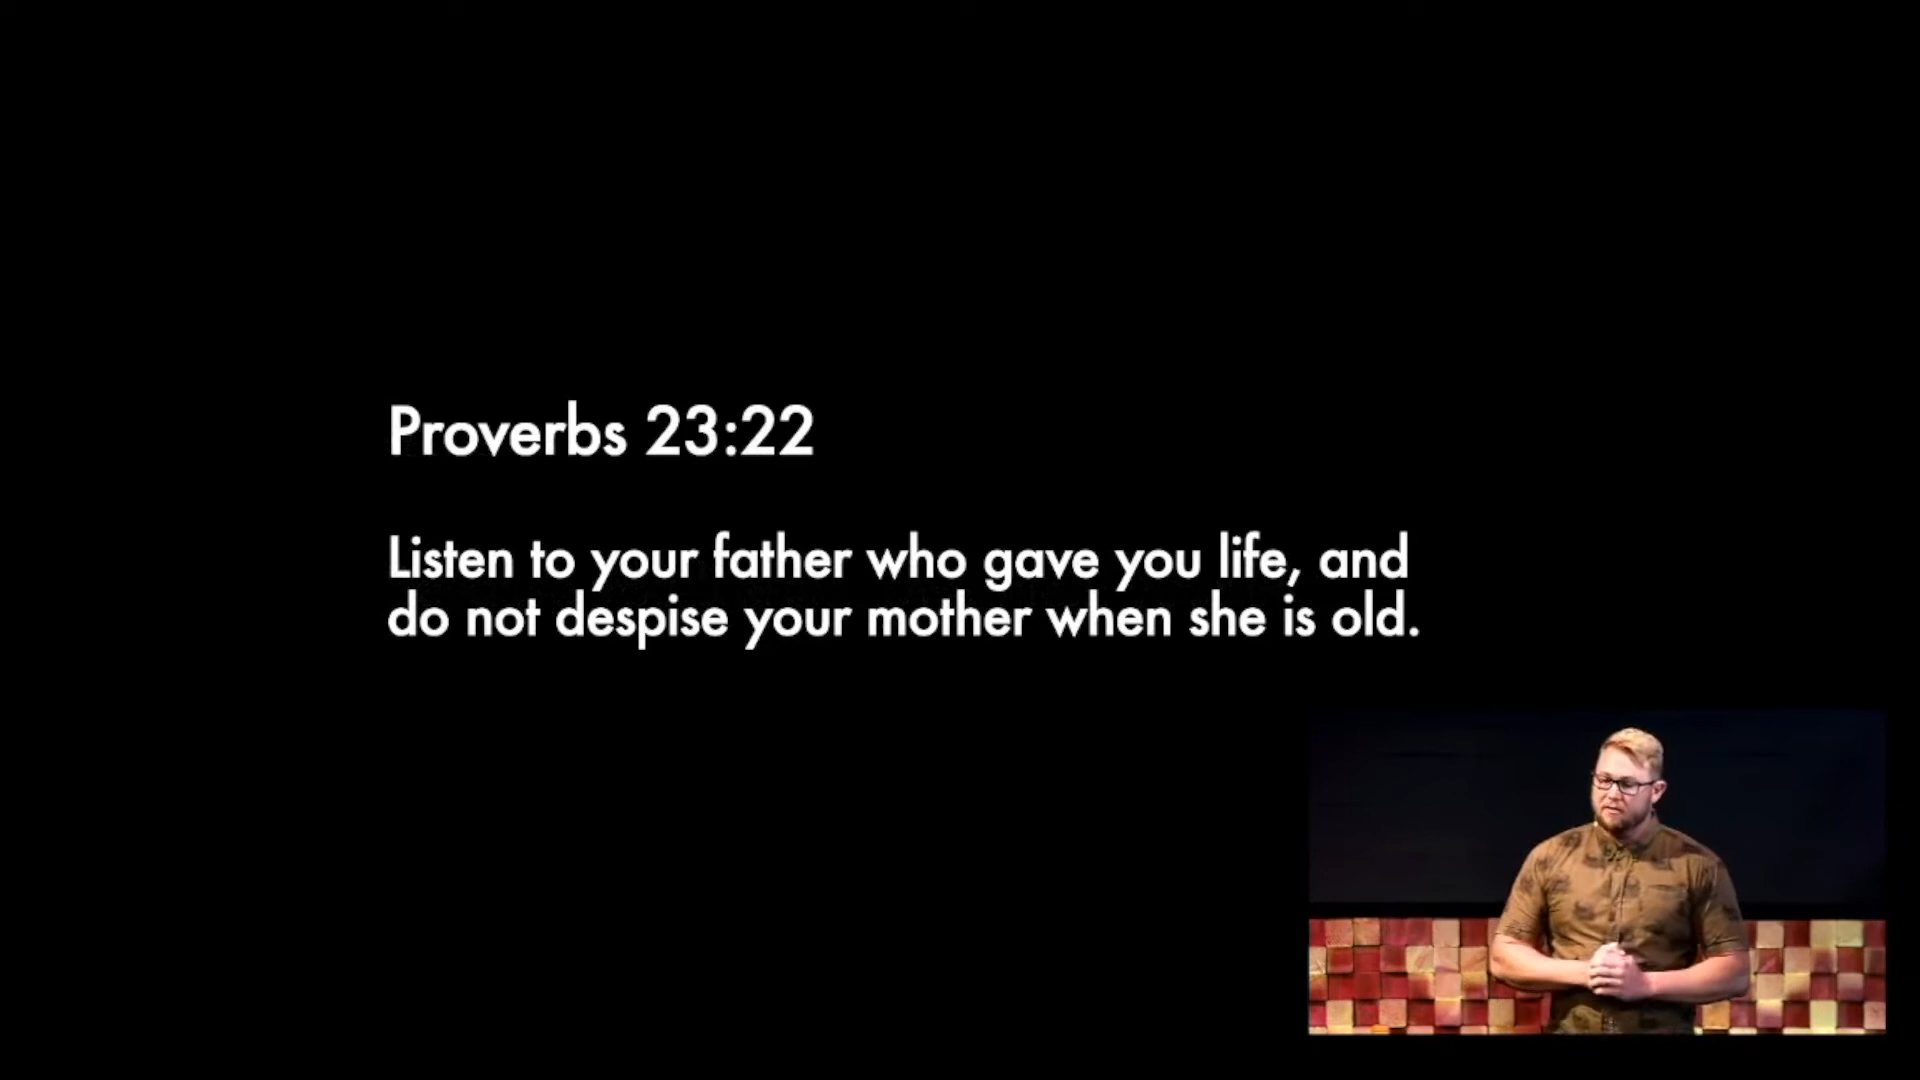 Proverbs 23:22
Listen to your father who gave you life, and
do not despise your mother when she is old.